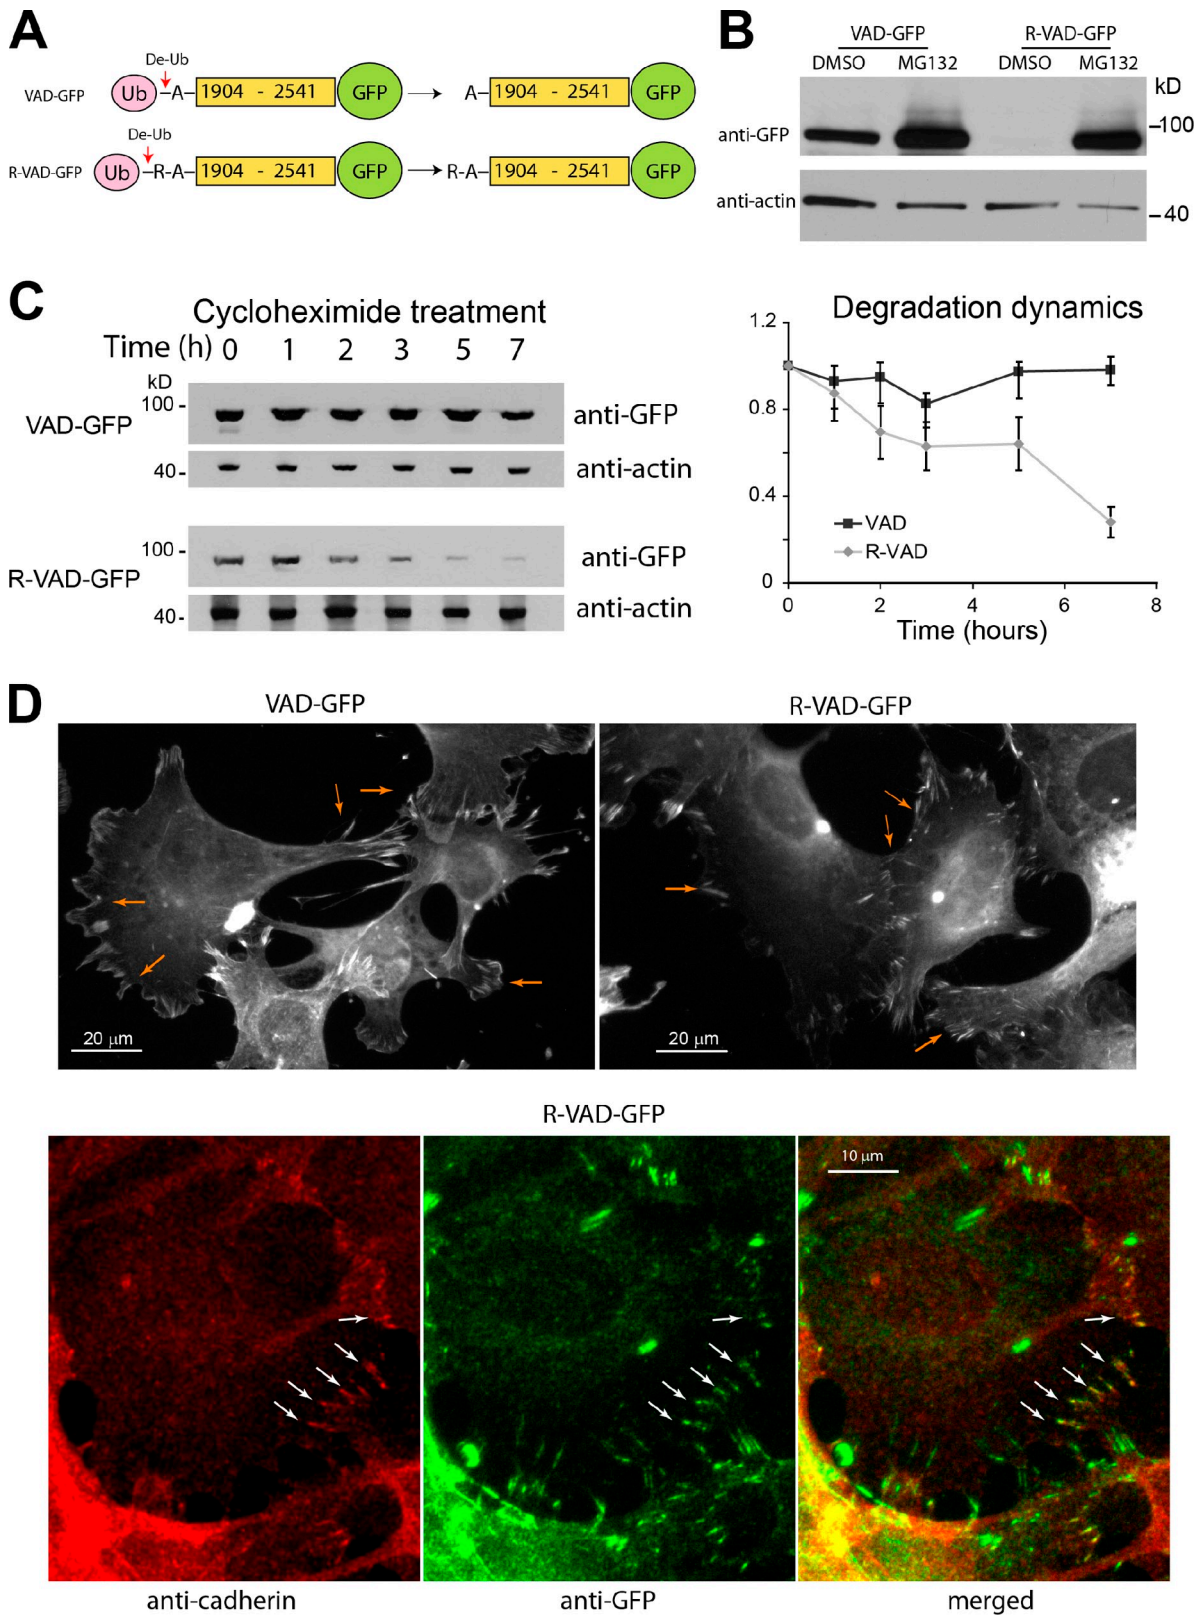 A
De-Ub
VAD-GFP Ub -A- 1904 - 2541 GFP A- 1904 - 2541 GFP
De-Ub
R-VAD-GFP Ub -R-A- 1904 - 2541 GFP R-A- 1904 - 2541 GFP
B
VAD-GFP R-VAD-GFP
DMSO MG132 DMSO MG132
kD
anti-GFP -100
anti-actin -40
C
Cycloheximide treatment
Time (h) 0 1 2 3 5 7
kD
100 -
VAD-GFP anti-GFP
40 - anti-actin
100 -
R-VAD-GFP anti-GFP
40 - anti-actin
Degradation dynamics
1.2
0.8
0.4
0
VAD
R-VAD
0 2 4 6 8
Time (hours)
D
VAD-GFP R-VAD-GFP
20 μm 20 μm
R-VAD-GFP
10 μm
anti-cadherin anti-GFP merged